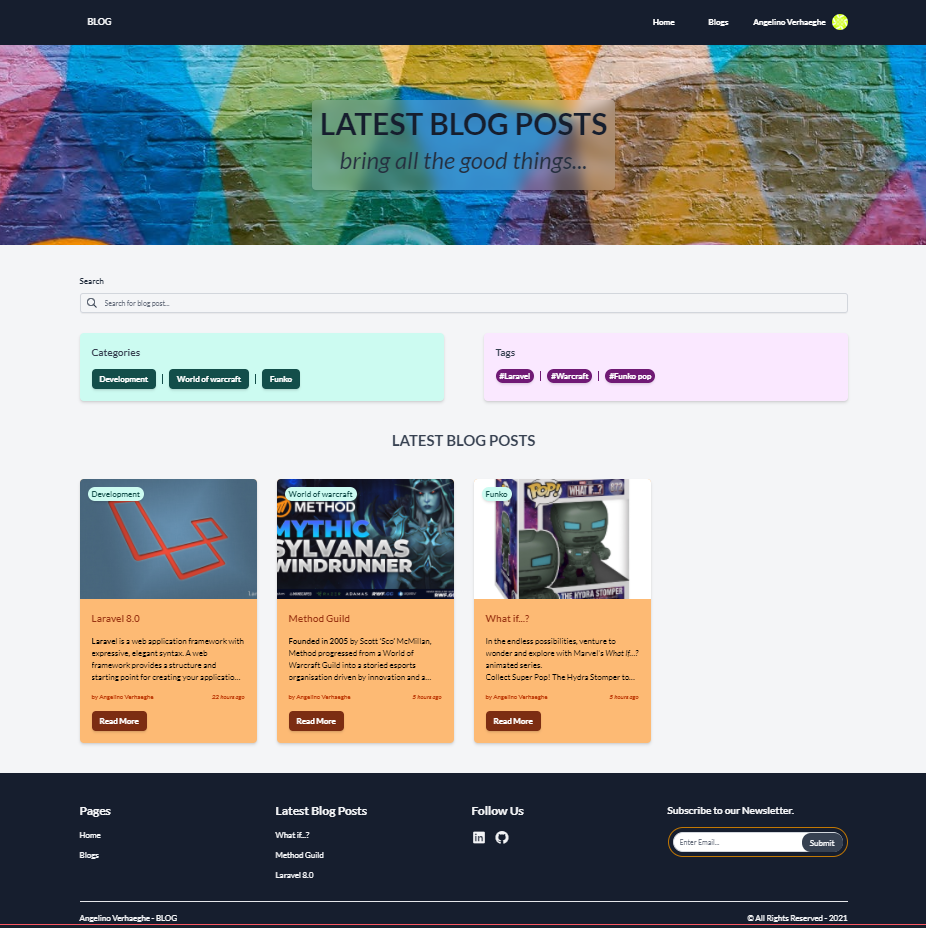 BLOG
Home
Blogs
Angelino Verhaeghe
LATEST BLOG POSTS
bring all the good things...
Search
Search for blog post...
Categories
Development | World of warcraft | Funko
Tags
#Laravel | #Warcraft | #Funko pop
LATEST BLOG POSTS
Development
Laravel 8.0
Laravel is a web application framework with
expressive, elegant syntax. A web
framework provides a structure and
starting point for creating your applicatio...
by Angelino Verhaeghe
22 hours ago
Read More
World of warcraft
METHOD
MYTHIC
SYLVANAS
WINDRUNNER
Method Guild
Founded in 2005 by Scott 'Sco' McMillan,
Method progressed from a World of
Warcraft Guild into a storied esports
organisation driven by innovation and a...
by Angelino Verhaeghe
5 hours ago
Read More
Funko
POP!
WHAT IF...?
THE HYDRA STOMPER
What if...?
In the endless possibilities, venture to
wonder and explore with Marvel's What If...?
animated series.
Collect Super Pop! The Hydra Stomper to...
by Angelino Verhaeghe
5 hours ago
Read More
Pages
Home
Blogs
Latest Blog Posts
What if...?
Method Guild
Laravel 8.0
Follow Us
Subscribe to our Newsletter.
Enter Email...
Submit
Angelino Verhaeghe - BLOG
© All Rights Reserved - 2021